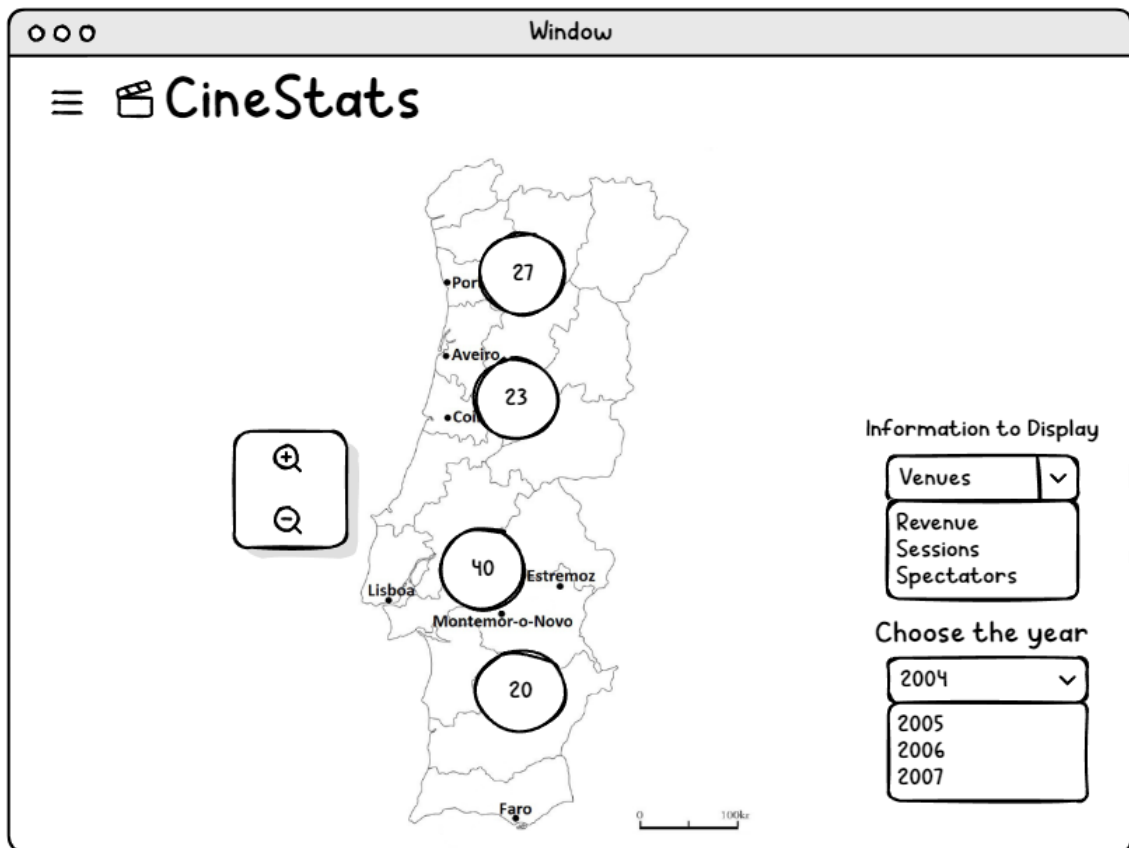 Window
CineStats
27
Aveiro
23
Information to Display
Venues
Revenue
Sessions
Spectators
40
Estremoz
Lisboa
Montemor-o-Novo
Choose the year
20
2004
2005
2006
2007
Faro
0